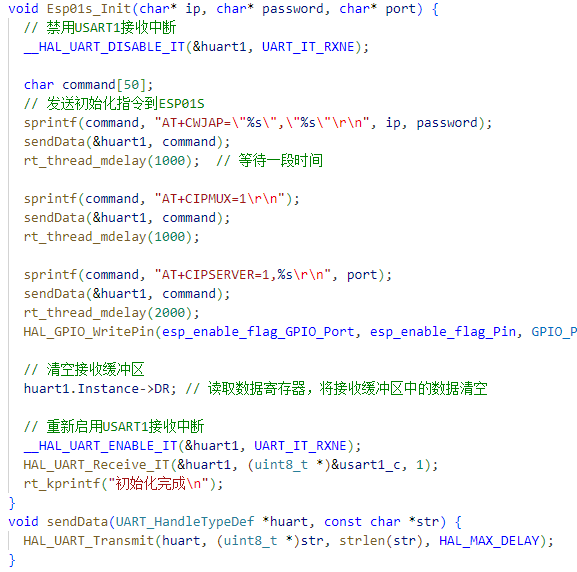 void Esp01s_Init(char* ip, char* password, char* port) {
// 禁用USART1接收中断
__HAL_UART_DISABLE_IT(&huart1, UART_IT_RXNE);
char command[50];
// 发送初始化指令到ESP01S
sprintf(command, "AT+CWJAP=\"%s\",\"%s\"\r\n", ip, password);
sendData(&huart1, command);
rt_thread_mdelay(1000);  // 等待一段时间
sprintf(command, "AT+CIPMUX=1\r\n");
sendData(&huart1, command);
rt_thread_mdelay(1000);
sprintf(command, "AT+CIPSERVER=1,%s\r\n", port);
sendData(&huart1, command);
rt_thread_mdelay(2000);
HAL_GPIO_WritePin(esp_enable_flag_GPIO_Port, esp_enable_flag_Pin, GPIO_P
// 清空接收缓冲区
huart1.Instance->DR; // 读取数据寄存器，将接收缓冲区中的数据清空
// 重新启用USART1接收中断
__HAL_UART_ENABLE_IT(&huart1, UART_IT_RXNE);
HAL_UART_Receive_IT(&huart1, (uint8_t *)&usart1_c, 1);
rt_kprintf("初始化完成\n");
}
void sendData(UART_HandleTypeDef *huart, const char *str) {
HAL_UART_Transmit(huart, (uint8_t *)str, strlen(str), HAL_MAX_DELAY);
}